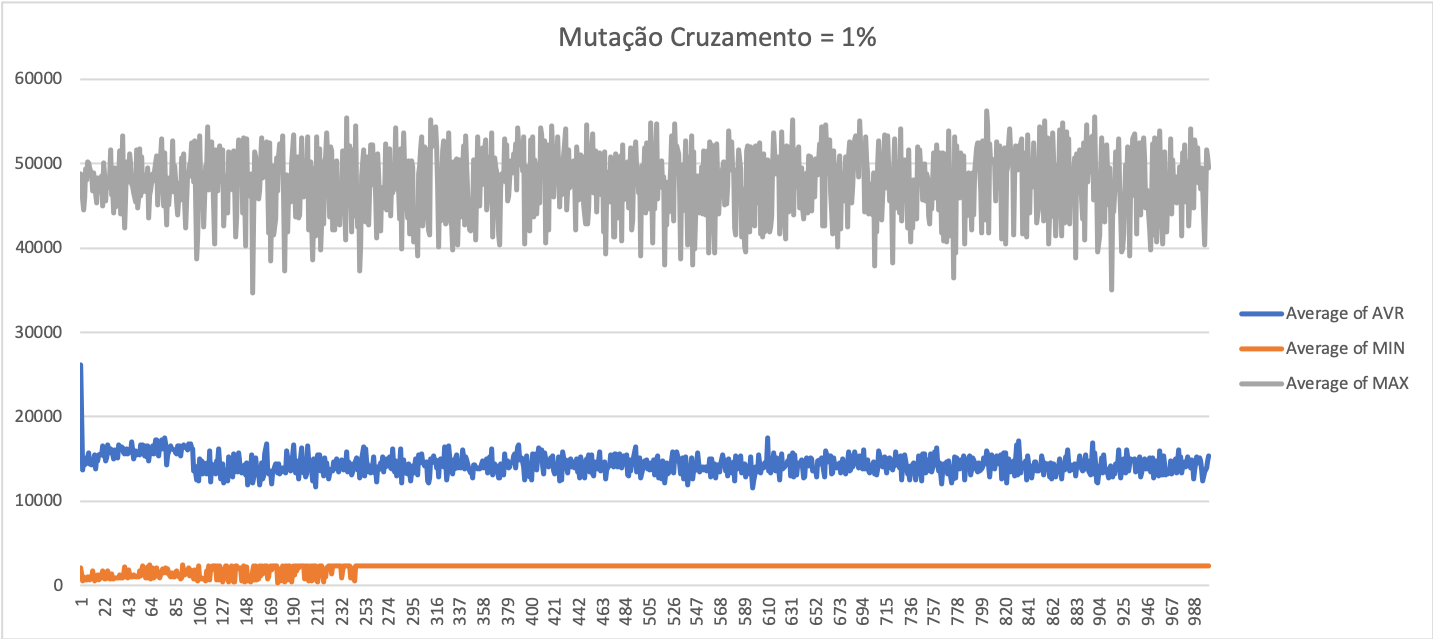 Mutação Cruzamento = 1%
60000
50000
40000
30000
20000
10000
0
Average of AVR
Average of MIN
Average of MAX
1 22 43 64 85 106 127 148 169 190 211 232 253 274 295 316 337 358 379 400 421 442 463 484 505 526 547 568 589 610 631 652 673 694 715 736 757 778 799 820 841 862 883 904 925 946 967 988